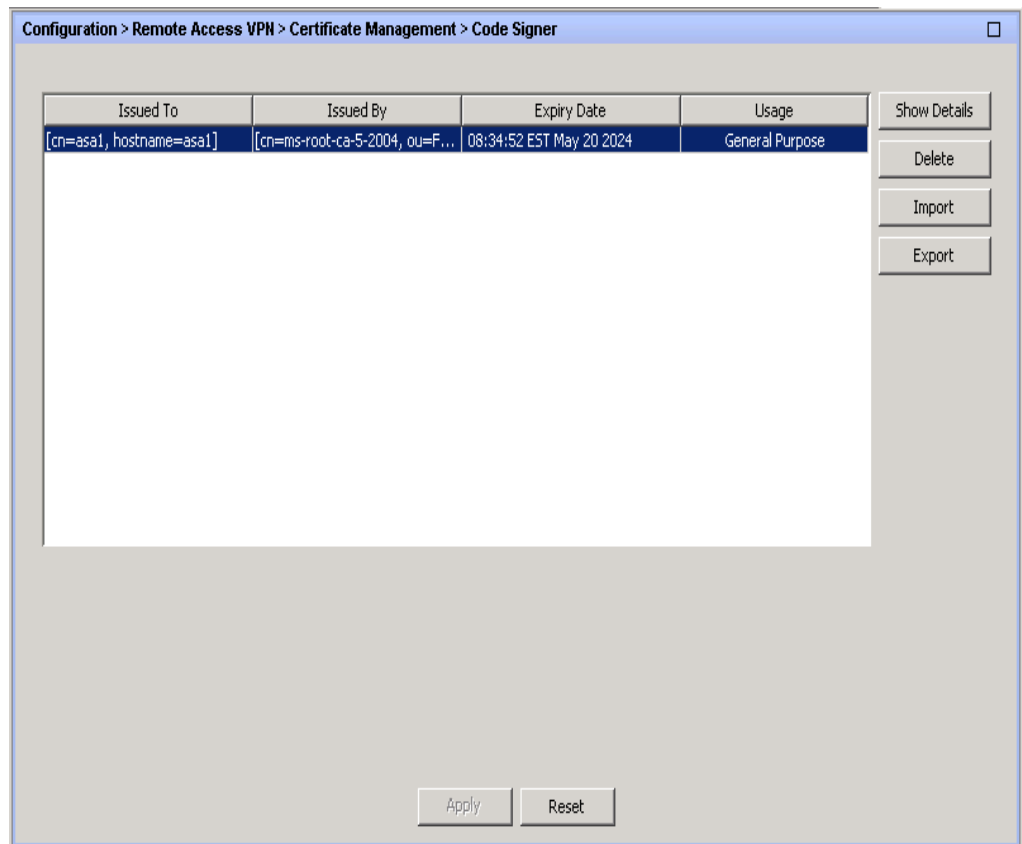 Configuration > Remote Access VPN > Certificate Management > Code Signer
Issued To Issued By Expiry Date Usage Show Details
[cn=asa1, hostname=asa1] [cn=ms-root-ca-5-2004, ou=F... 08:34:52 EST May 20 2024 General Purpose
Delete
Import
Export
Apply Reset